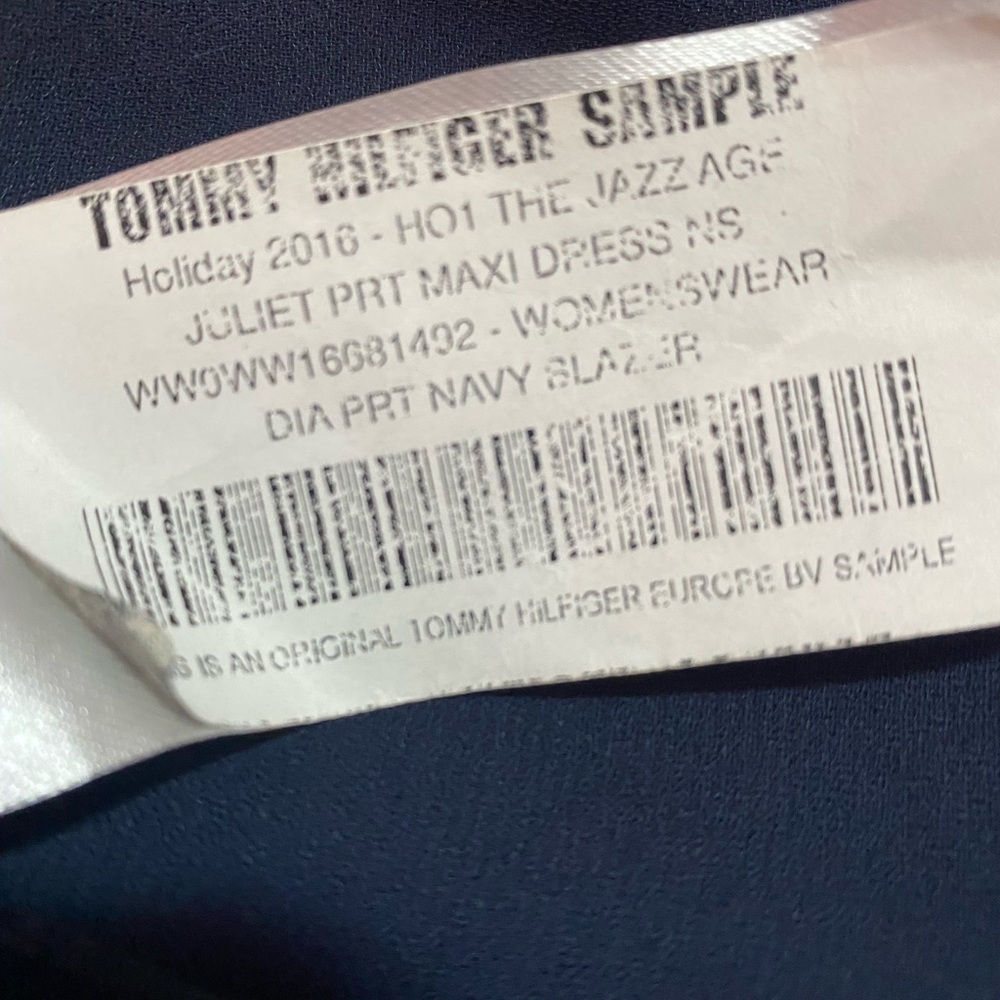 TOMMY HILFIGER SAMPLE
Holiday 2016 - HO1 THE JAZZ AGE
JULIET PRT MAXI DRESS NS
WW0WW16681492 - WOMENSWEAR
DIA PRT NAVY BLAZER
IS AN ORIGINAL TOMMY HILFIGER EUROPE BV SAMPLE